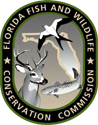 FLORIDA FISH AND WILDLIFE
CONSERVATION COMMISSION